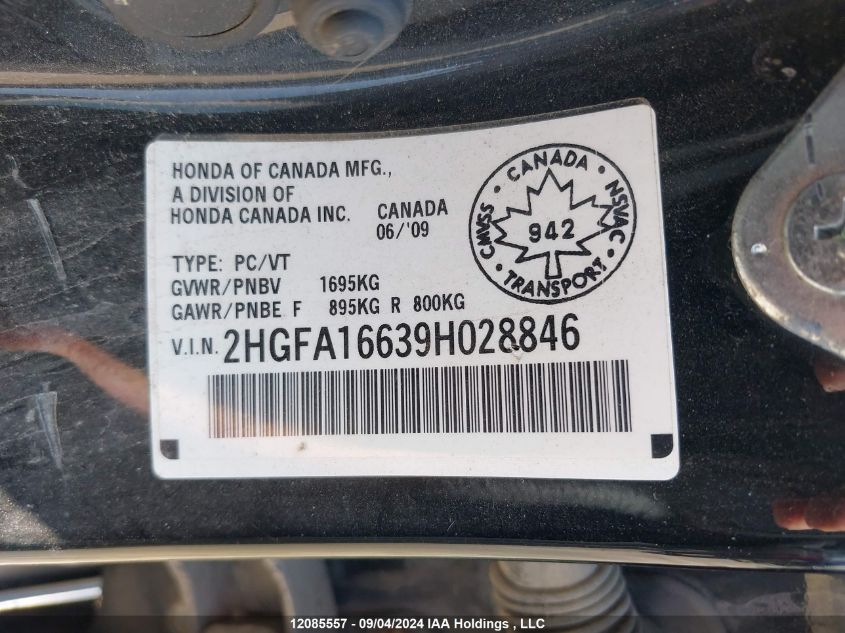 HONDA OF CANADA MFG.,
A DIVISION OF
HONDA CANADA INC. CANADA
06/'09
TYPE: PC/VT
GVWR/PNBV 1695KG
GAWR/PNBE F 895KG R 800KG
V.I.N. 2HGFA16639H028846
CANADA
CMVSS
NSVAC
942
TRANSPORT
12085557 - 09/04/2024 IAA Holdings, LLC